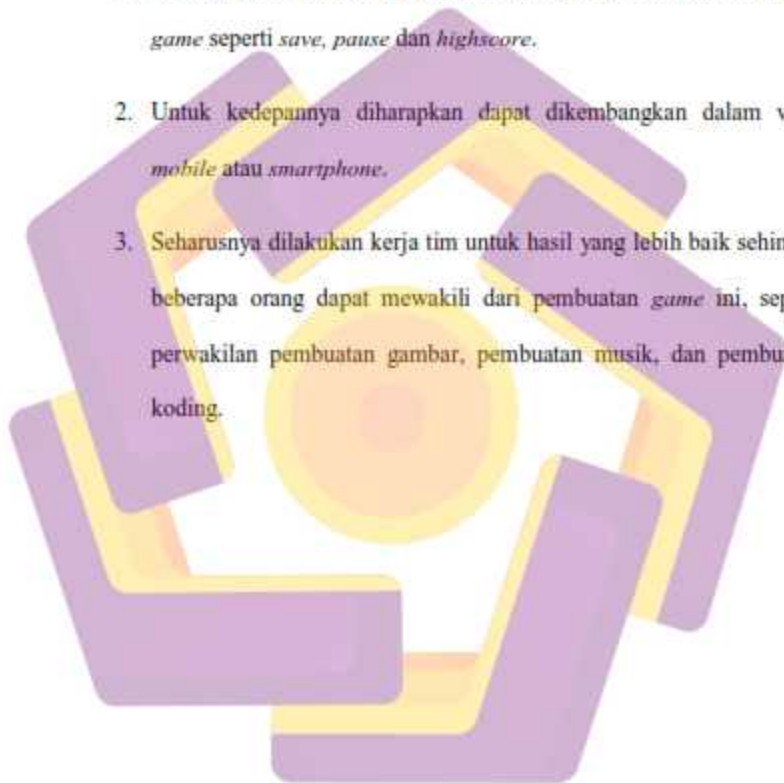 game seperti save, pause dan highscore.
2. Untuk kedepannya diharapkan dapat dikembangkan dalam
mobile atau smartphone.
3. Seharusnya dilakukan kerja tim untuk hasil yang lebih baik
beberapa orang dapat mewakili dari pembuatan game ini,
perwakilan pembuatan gambar, pembuatan musik, dan
koding.